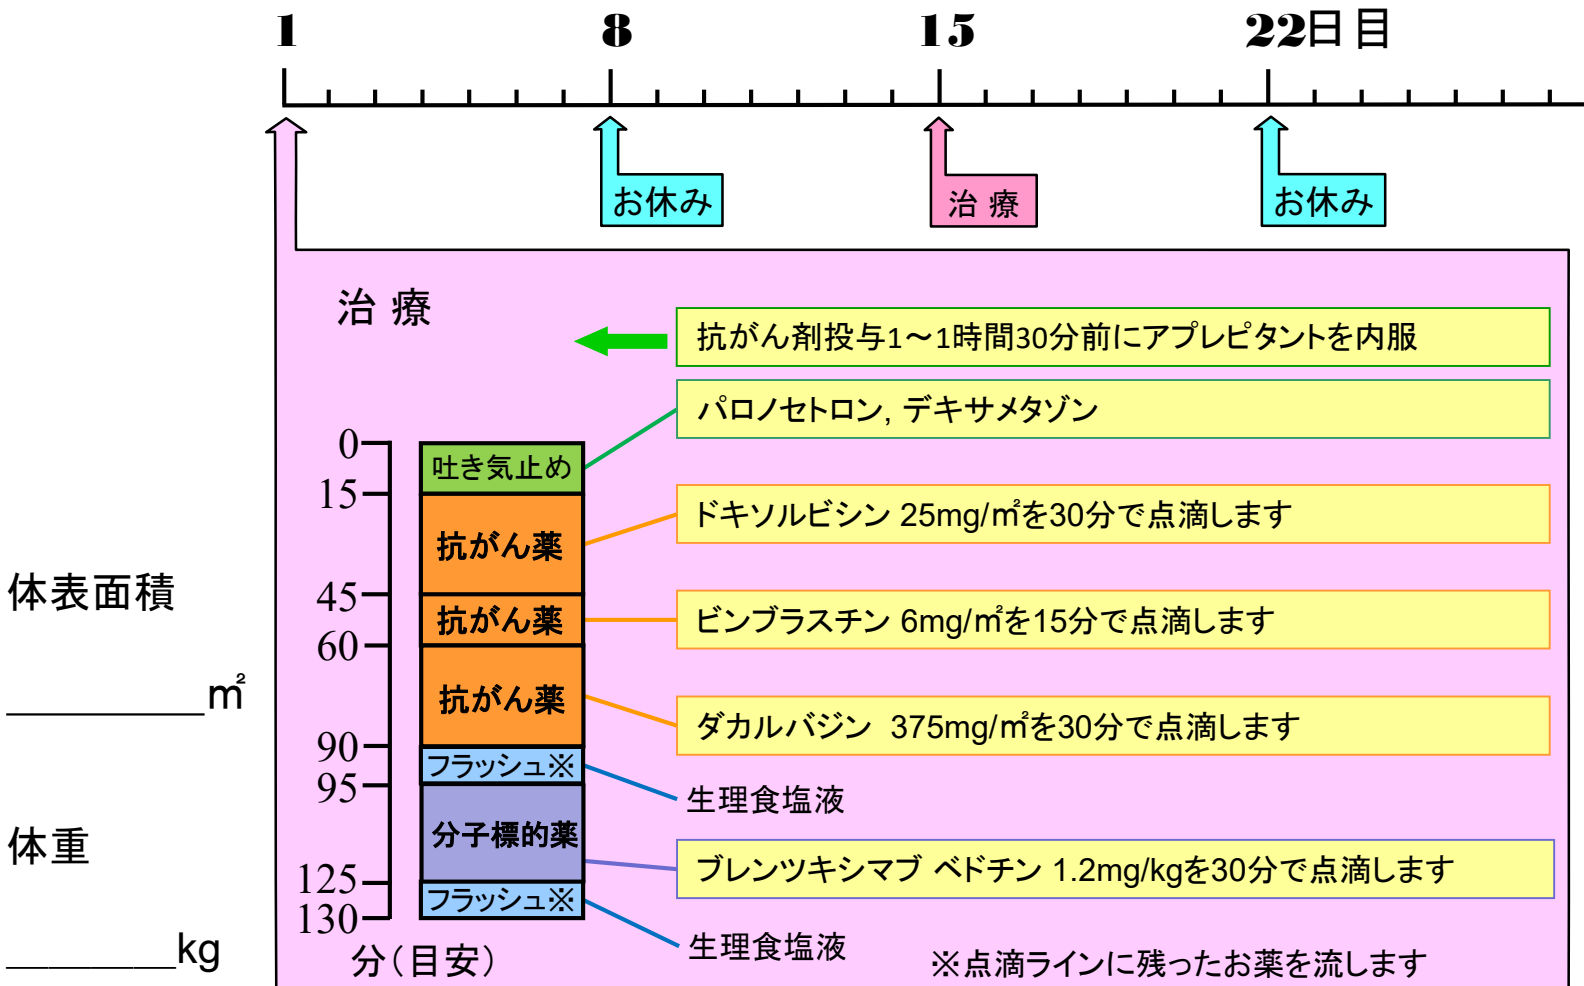 1 8 15 22日目
お休み 治 療 お休み
治 療
抗がん剤投与1～1時間30分前にアプレピタントを内服
パロノセトロン, デキサメタゾン
0
吐き気止め
15
ドキソルビシン 25mg/㎡を30分で点滴します
抗がん薬
体表面積
45
抗がん薬
ビンブラスチン 6mg/㎡を15分で点滴します
60
抗がん薬
_________㎡
ダカルバジン 375mg/㎡を30分で点滴します
90
フラッシュ※
95
生理食塩液
体重
分子標的薬
ブレンツキシマブ ベドチン 1.2mg/kgを30分で点滴します
125
フラッシュ※
130
生理食塩液
________kg
分（目安）
※点滴ラインに残ったお薬を流します